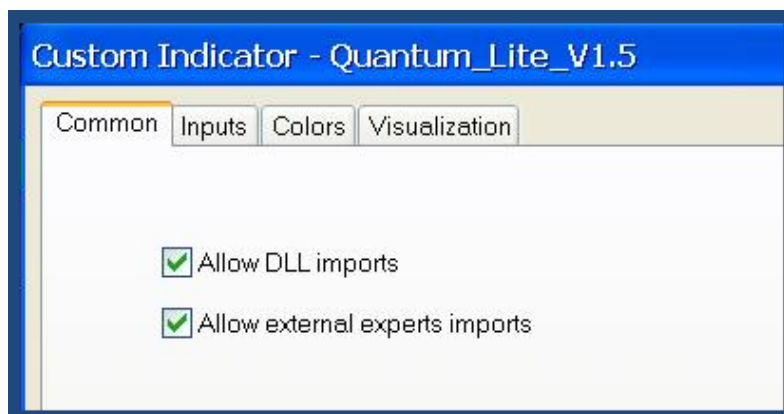 Custom Indicator - Quantum_Lite_V1.5
Common Inputs Colors Visualization
Allow DLL imports
Allow external experts imports